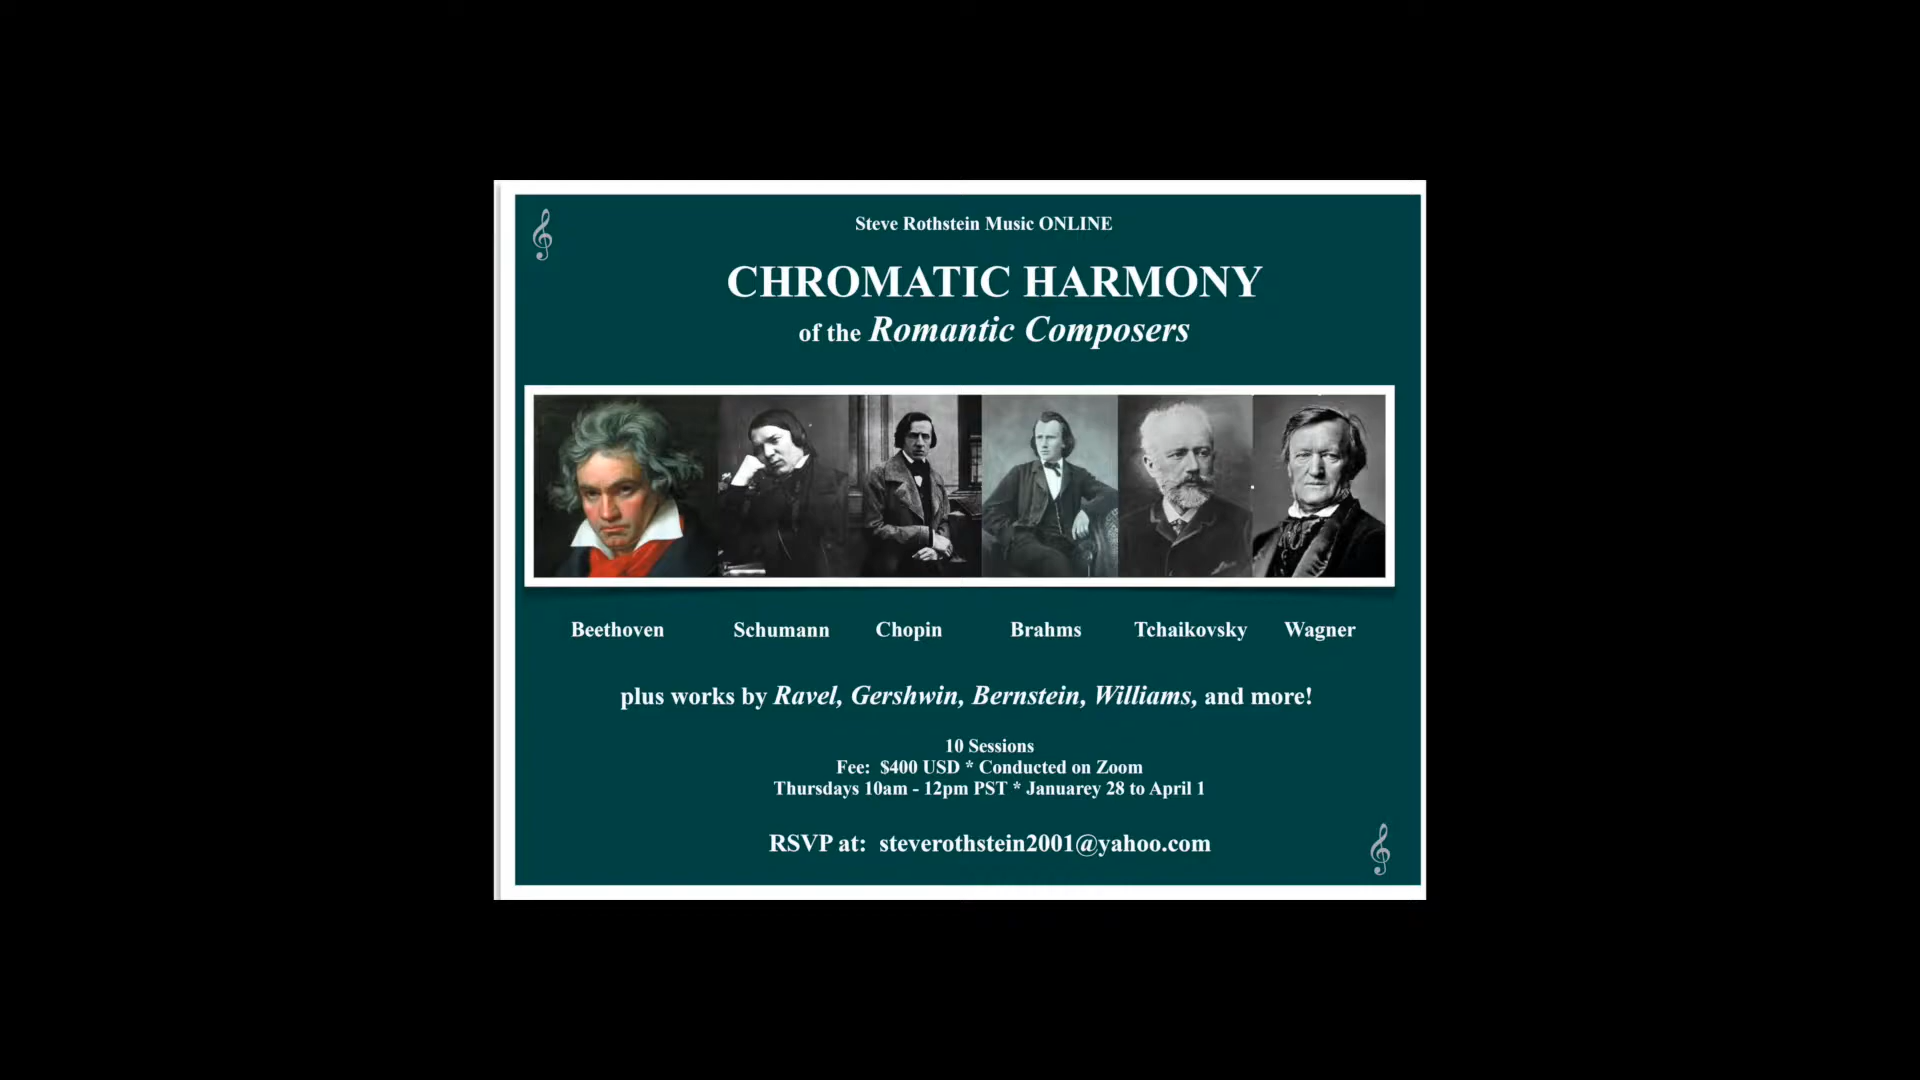 Steve Rothstein Music ONLINE
CHROMATIC HARMONY
of the Romantic Composers
Beethoven Schumann Chopin Brahms Tchaikovsky Wagner
plus works by Ravel, Gershwin, Bernstein, Williams, and more!
10 Sessions
Fee: $400 USD * Conducted on Zoom
Thursdays 10am - 12pm PST * Januarey 28 to April 1
RSVP at: steverothstein2001@yahoo.com